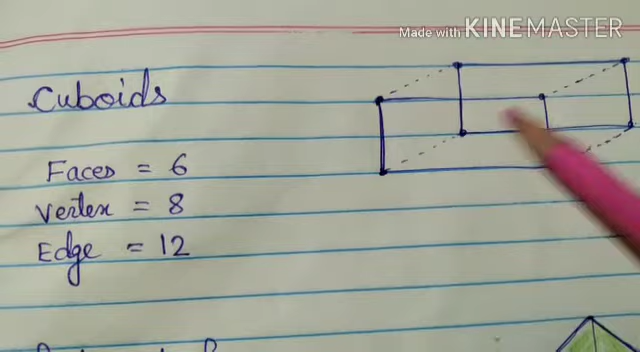 Made with KINEMASTER
Cuboids
Faces = 6
Vertex = 8
Edge = 12